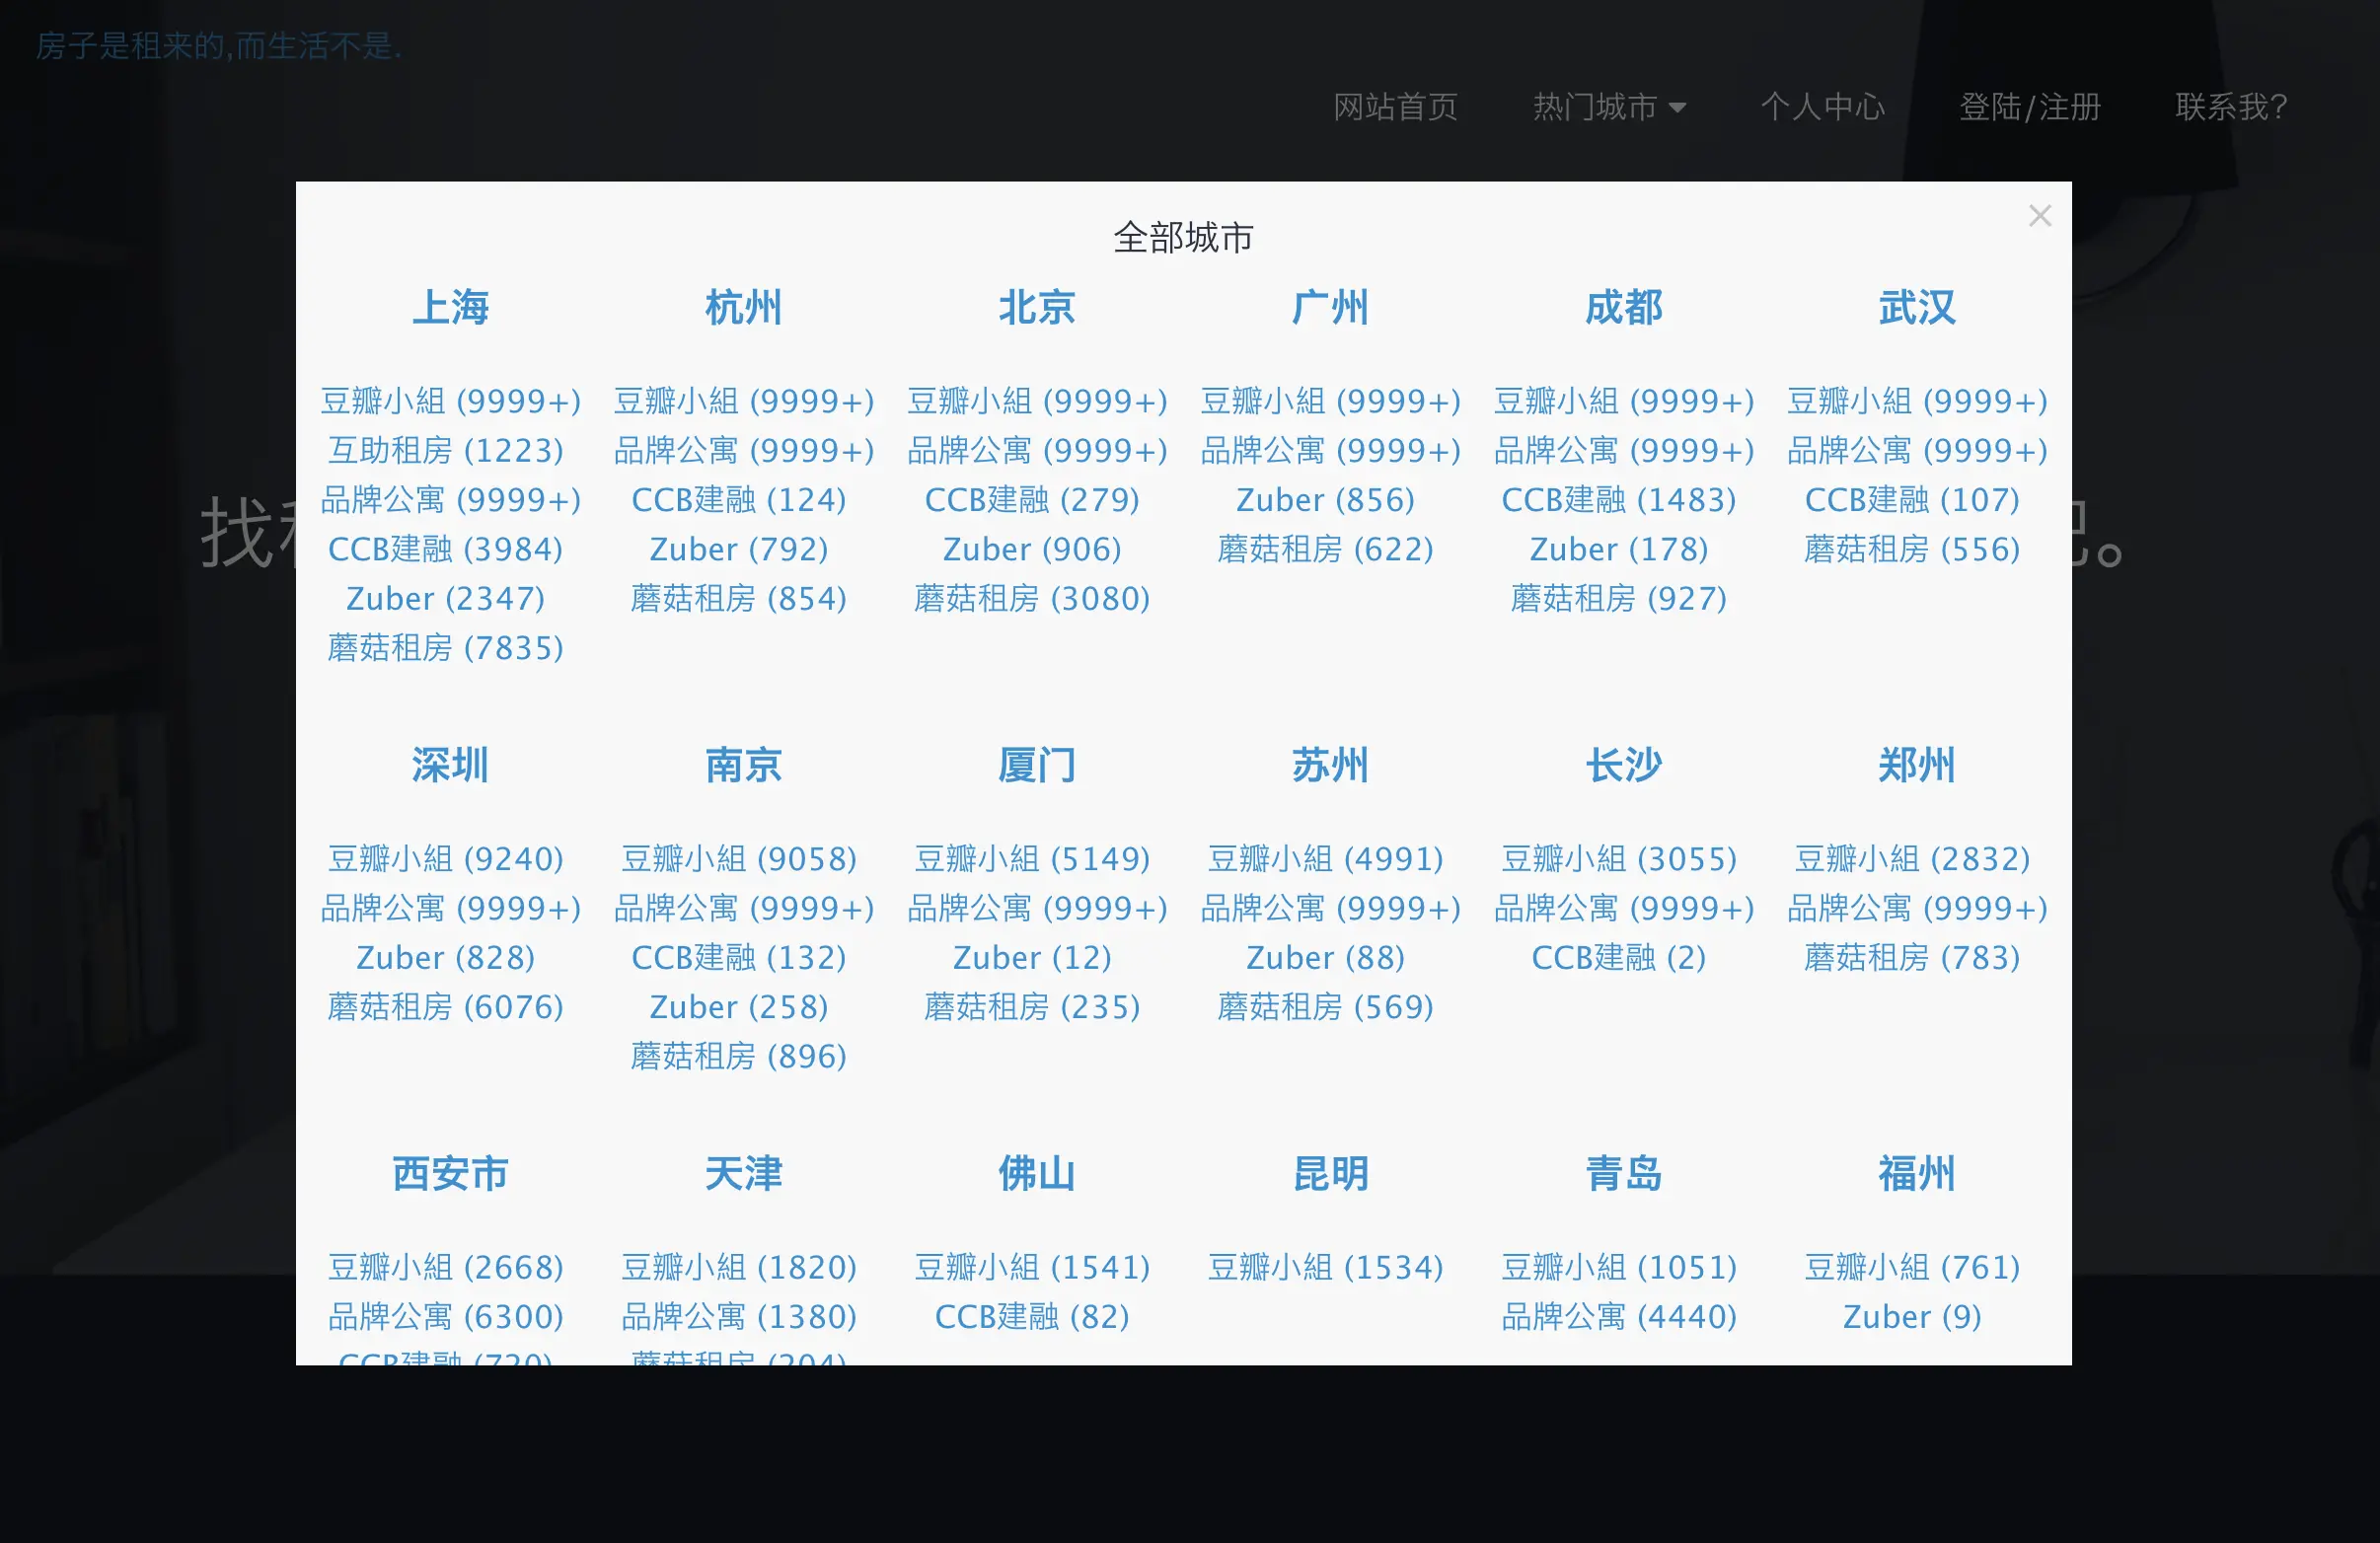 房子是租来的,而生活不是.
网站首页 热门城市 个人中心 登陆/注册 联系我?
全部城市
上海 杭州 北京 广州 成都 武汉
豆瓣小組 (9999+) 豆瓣小組 (9999+) 豆瓣小組 (9999+) 豆瓣小組 (9999+) 豆瓣小組 (9999+) 豆瓣小組 (9999+)
互助租房 (1223) 品牌公寓 (9999+) 品牌公寓 (9999+) 品牌公寓 (9999+) 品牌公寓 (9999+) 品牌公寓 (9999+)
品牌公寓 (9999+) CCB建融 (124) CCB建融 (279) Zuber (856) CCB建融 (1483) CCB建融 (107)
找
CCB建融 (3984) Zuber (792) Zuber (906) 蘑菇租房 (622) Zuber (178) 蘑菇租房 (556)
Zuber (2347) 蘑菇租房 (854) 蘑菇租房 (3080) 蘑菇租房 (927)
蘑菇租房 (7835)
深圳 南京 厦门 苏州 长沙 郑州
豆瓣小組 (9240) 豆瓣小組 (9058) 豆瓣小組 (5149) 豆瓣小組 (4991) 豆瓣小組 (3055) 豆瓣小組 (2832)
品牌公寓 (9999+) 品牌公寓 (9999+) 品牌公寓 (9999+) 品牌公寓 (9999+) 品牌公寓 (9999+) 品牌公寓 (9999+)
Zuber (828) CCB建融 (132) Zuber (12) Zuber (88) CCB建融 (2) 蘑菇租房 (783)
蘑菇租房 (6076) Zuber (258) 蘑菇租房 (235) 蘑菇租房 (569)
蘑菇租房 (896)
西安市 天津 佛山 昆明 青岛 福州
豆瓣小組 (2668) 豆瓣小組 (1820) 豆瓣小組 (1541) 豆瓣小組 (1534) 豆瓣小組 (1051) 豆瓣小組 (761)
品牌公寓 (6300) 品牌公寓 (1380) CCB建融 (82) 品牌公寓 (4440) Zuber (9)
CCB建融 (720) 蘑菇租房 (204)